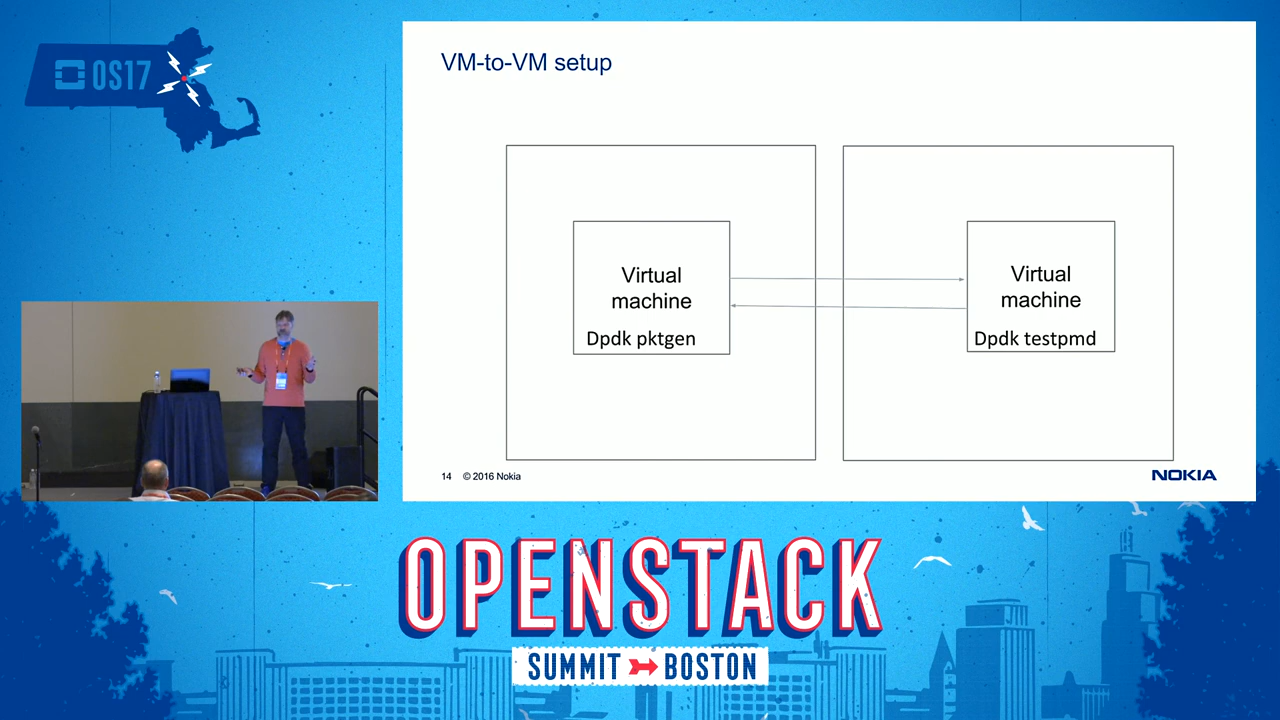 OS17
VM-to-VM setup
Virtual
machine
Dpdk pktgen
Virtual
machine
Dpdk testpmd
14 © 2016 Nokia
NOKIA
OPENSTACK
SUMMIT BOSTON